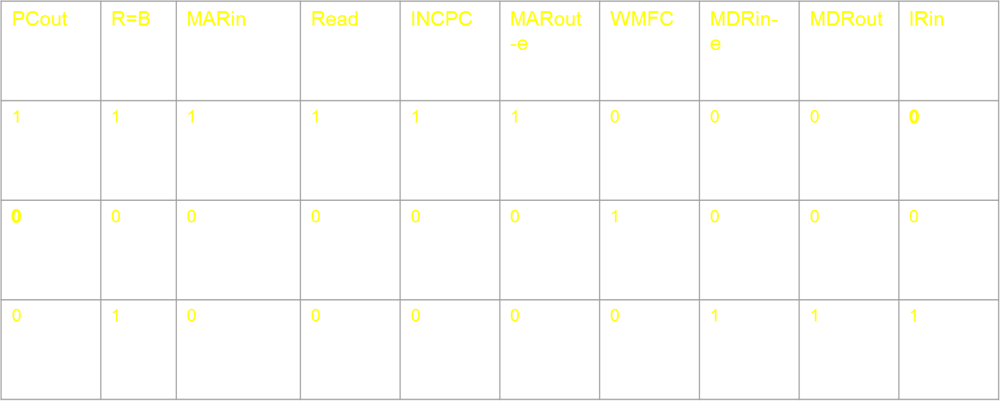 PCout R=B MARin Read INCPC MARout WMFC MDRin- MDRout IRin
-e e
1 1 1 1 1 1 0 0 0 0
0 0 0 0 0 0 1 0 0 0
0 1 0 0 0 0 0 1 1 1